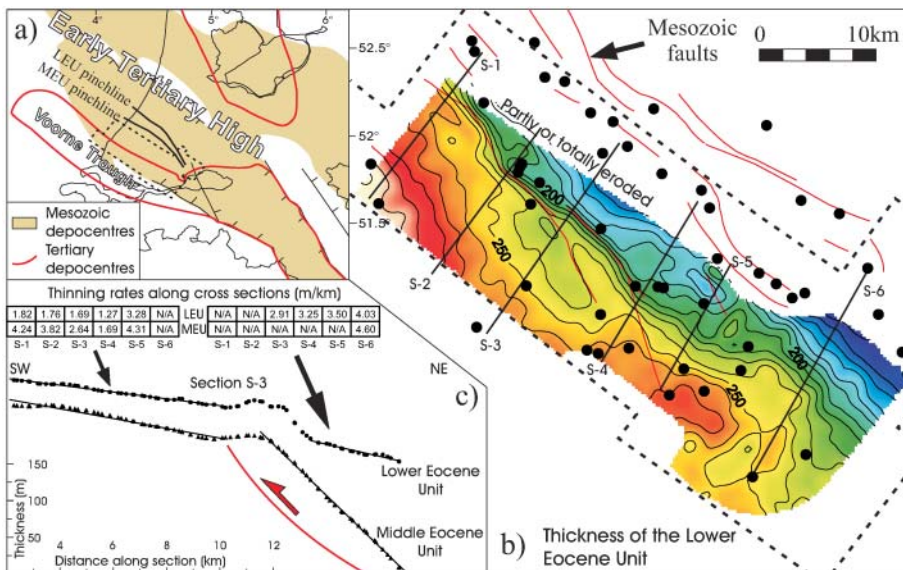 a)
4°
5°
6°
52.5°
52°
51.5°
Early Tertiary High
LEU pinchline
MEU pinchline
Voorne Trough
Mesozoic depocentres
Tertiary depocentres
Mesozoic faults
0 10km
S-1
Partly or totally eroded
200
250
S-2
S-3
S-4
S-5
S-6
250
200
b) Thickness of the Lower
Eocene Unit
Thinning rates along cross sections (m/km)
1.82 1.76 1.69 1.27 3.28 N/A LEU N/A N/A 2.91 3.25 3.50 4.03
4.24 3.82 2.64 1.69 4.31 N/A MEU N/A N/A N/A N/A N/A 4.60
S-1 S-2 S-3 S-4 S-5 S-6 S-1 S-2 S-3 S-4 S-5 S-6
SW NE
Section S-3 c)
Lower Eocene
Unit
Middle Eocene
Unit
Thickness (m)
150
100
50
4 6 8 10 12
Distance along section (km)